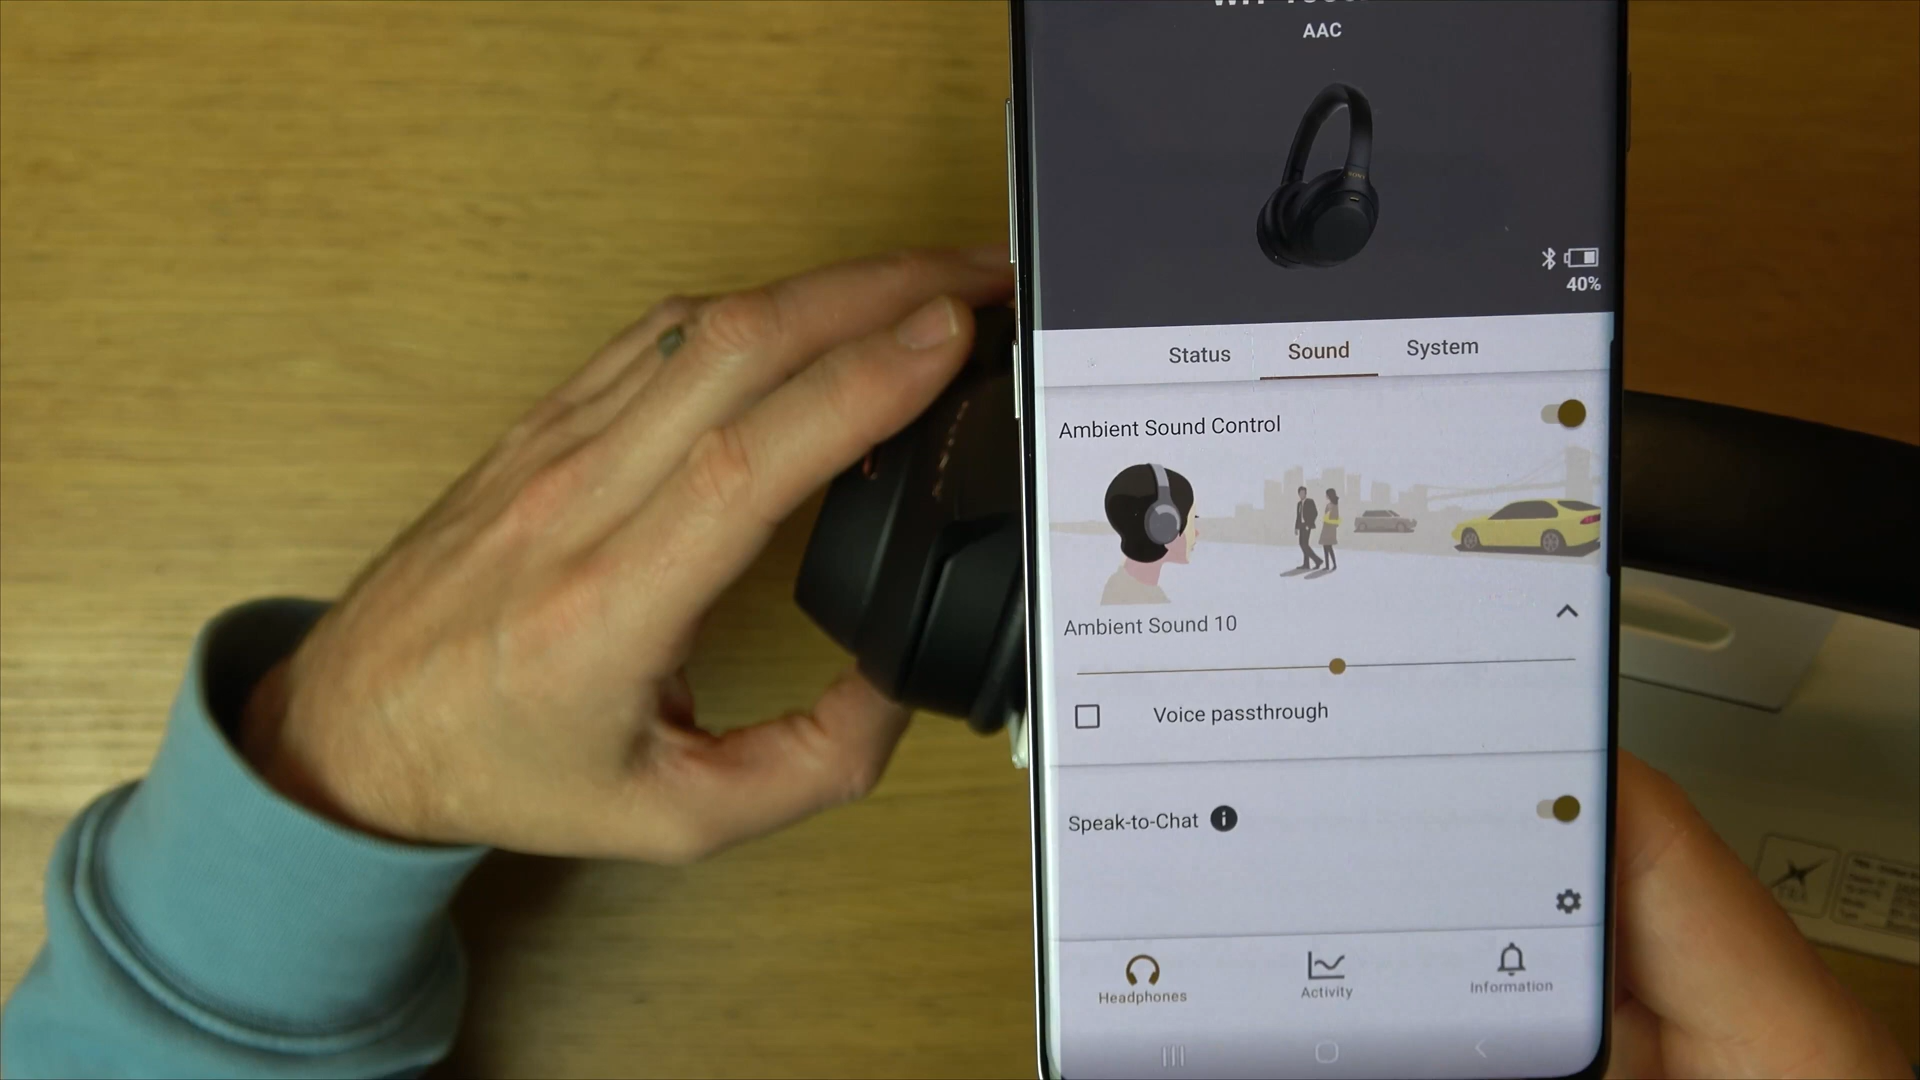 AAC
SONY
40%
Status
Sound
System
Ambient Sound Control
Ambient Sound 10
Voice passthrough
Speak-to-Chat
Headphones
Activity
Information